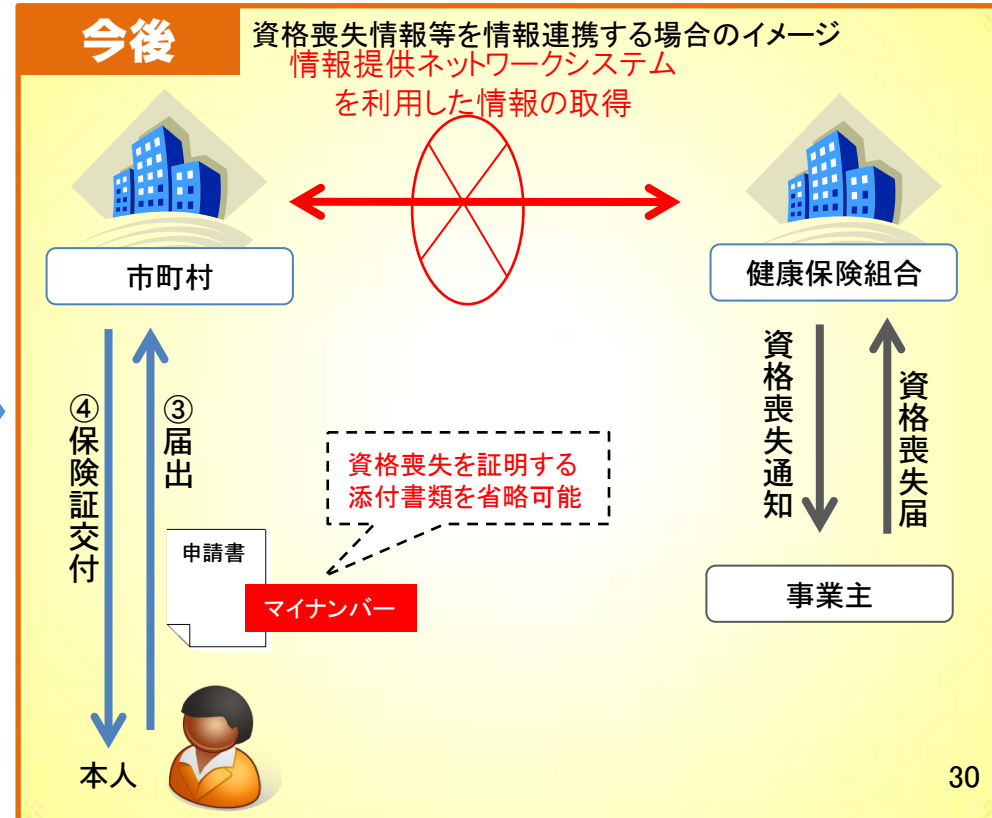 今後
資格喪失情報等を情報連携する場合のイメージ
情報提供ネットワークシステム
を利用した情報の取得
市町村
健康保険組合
④保険証交付
③届出
資格喪失を証明する
添付書類を省略可能
申請書
マイナンバー
資格喪失通知
資格喪失届
事業主
本人
30